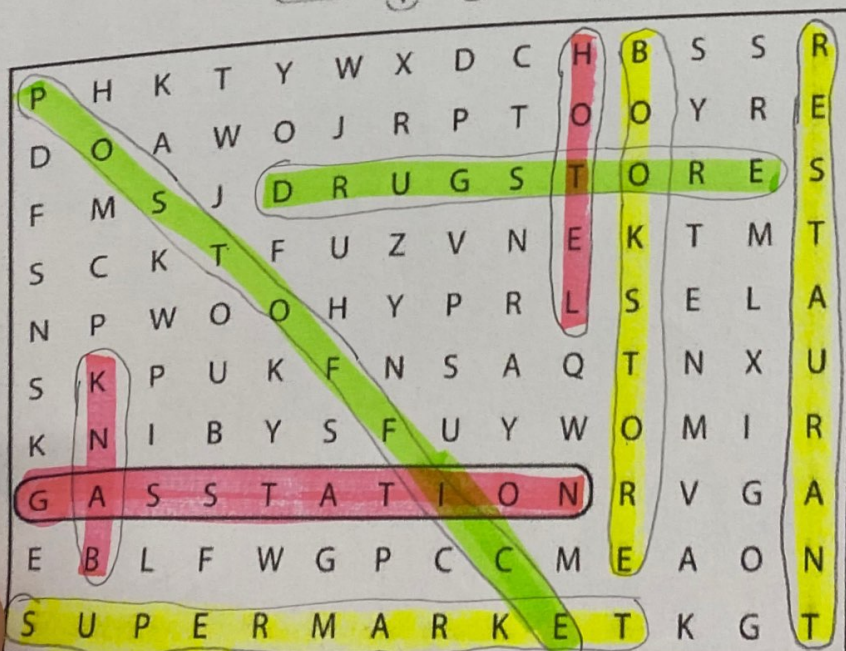 P H K T Y W X D C H B S S R
D O A W O J R P T O O Y R E
F M S J D R U G S T O R E S
S C K T F U Z V N E K T M T
N P W O O H Y P R L S E L A
S K P U K F N S A Q T N X U
K N I B Y S F U Y W O M I R
G A S S T A T I O N R V G A
E B L F W G P C C M E A O N
S U P E R M A R K E T K G T